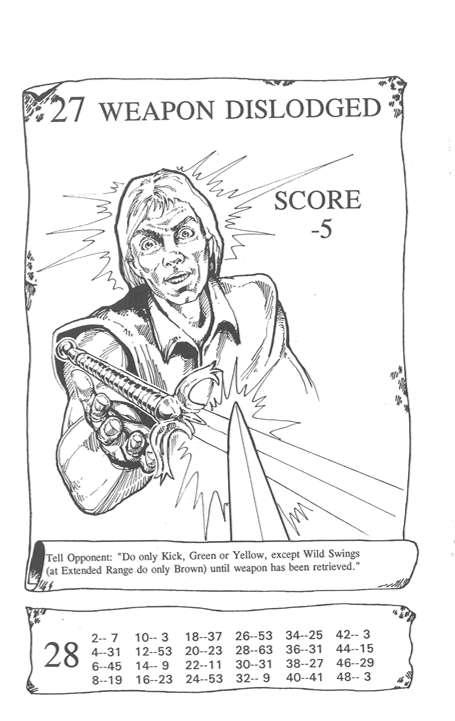 27 WEAPON DISLODGED
SCORE
-5
Tell Opponent: "Do only Kick, Green or Yellow, except Wild Swings
(at Extended Range do only Brown) until weapon has been retrieved."
28
2-- 7 10-- 3 18--37 26--53 34--25 42-- 3
4--31 12--53 20--23 28--63 36--31 44--15
6--45 14-- 9 22--11 30--31 38--27 46--29
8--19 16--23 24--53 32-- 9 40--41 48-- 3